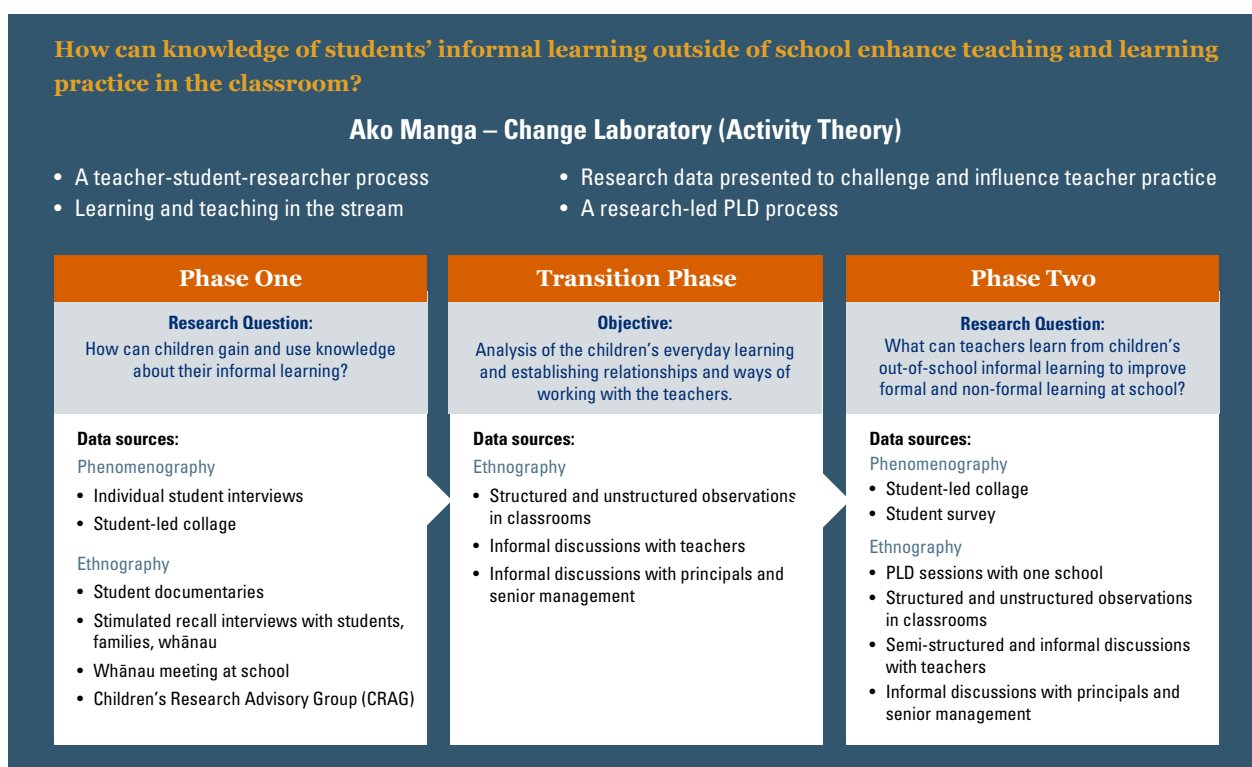 How can knowledge of students’ informal learning outside of school enhance teaching and learning
practice in the classroom?
Ako Manga – Change Laboratory (Activity Theory)
• A teacher-student-researcher process
• Learning and teaching in the stream
• Research data presented to challenge and influence teacher practice
• A research-led PLD process
Phase One
Research Question:
How can children gain and use knowledge
about their informal learning?
Data sources:
Phenomenography
• Individual student interviews
• Student-led collage
Ethnography
• Student documentaries
• Stimulated recall interviews with students,
families, whānau
• Whānau meeting at school
• Children’s Research Advisory Group (CRAG)
Transition Phase
Objective:
Analysis of the children’s everyday learning
and establishing relationships and ways of
working with the teachers.
Data sources:
Ethnography
• Structured and unstructured observations
in classrooms
• Informal discussions with teachers
• Informal discussions with principals and
senior management
Phase Two
Research Question:
What can teachers learn from children’s
out-of-school informal learning to improve
formal and non-formal learning at school?
Data sources:
Phenomenography
• Student-led collage
• Student survey
Ethnography
• PLD sessions with one school
• Structured and unstructured observations
in classrooms
• Semi-structured and informal discussions
with teachers
• Informal discussions with principals and
senior management